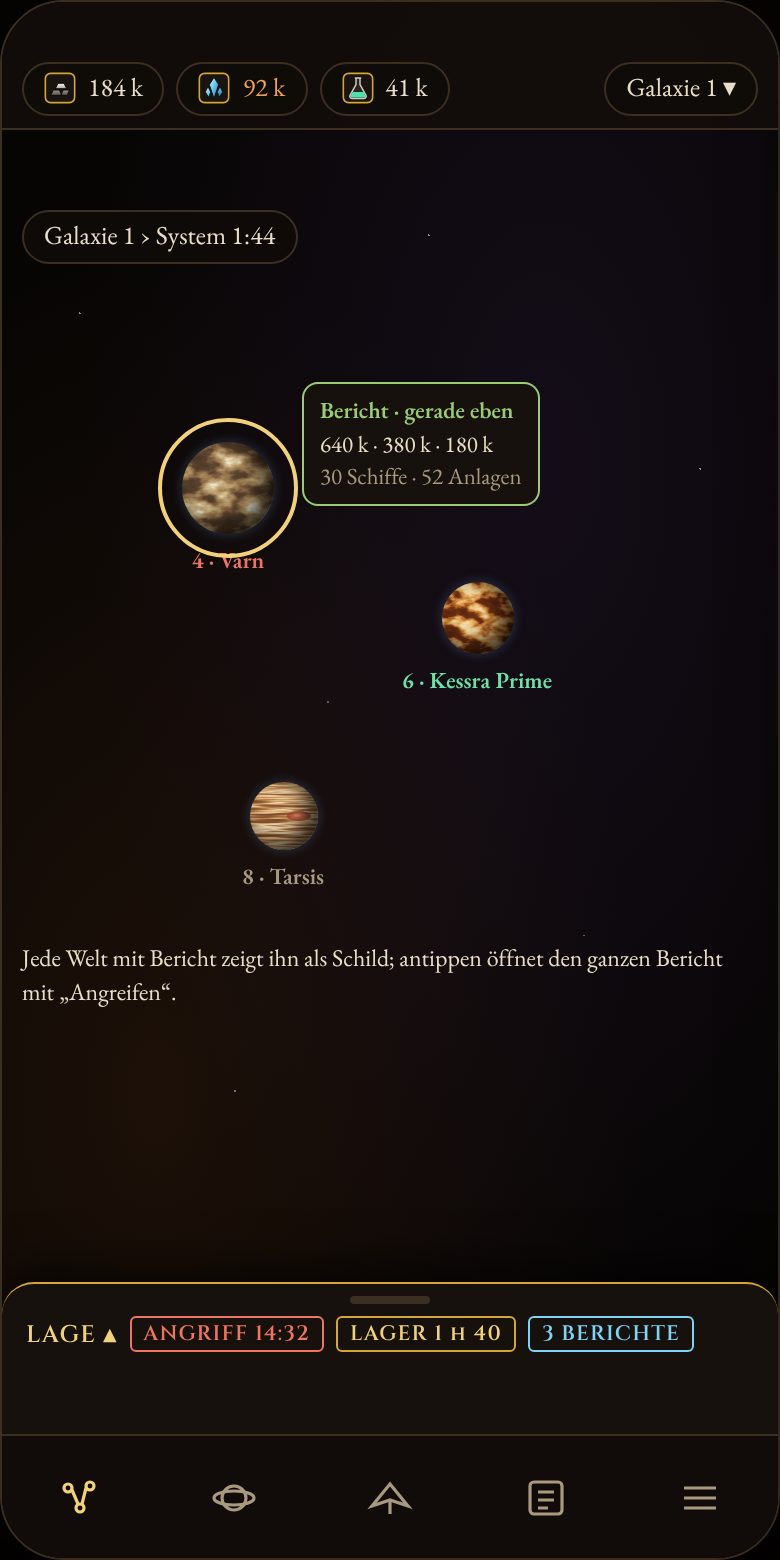 184 k
92 k
41 k
Galaxie 1 ▼
Galaxie 1 › System 1:44
Bericht · gerade eben
640 k · 380 k · 180 k
30 Schiffe · 52 Anlagen
4 · Varn
6 · Kessra Prime
8 · Tarsis
Jede Welt mit Bericht zeigt ihn als Schild; antippen öffnet den ganzen Bericht
mit „Angreifen“.
LAGE ▲
ANGRIFF 14:32
LAGER 1 H 40
3 BERICHTE